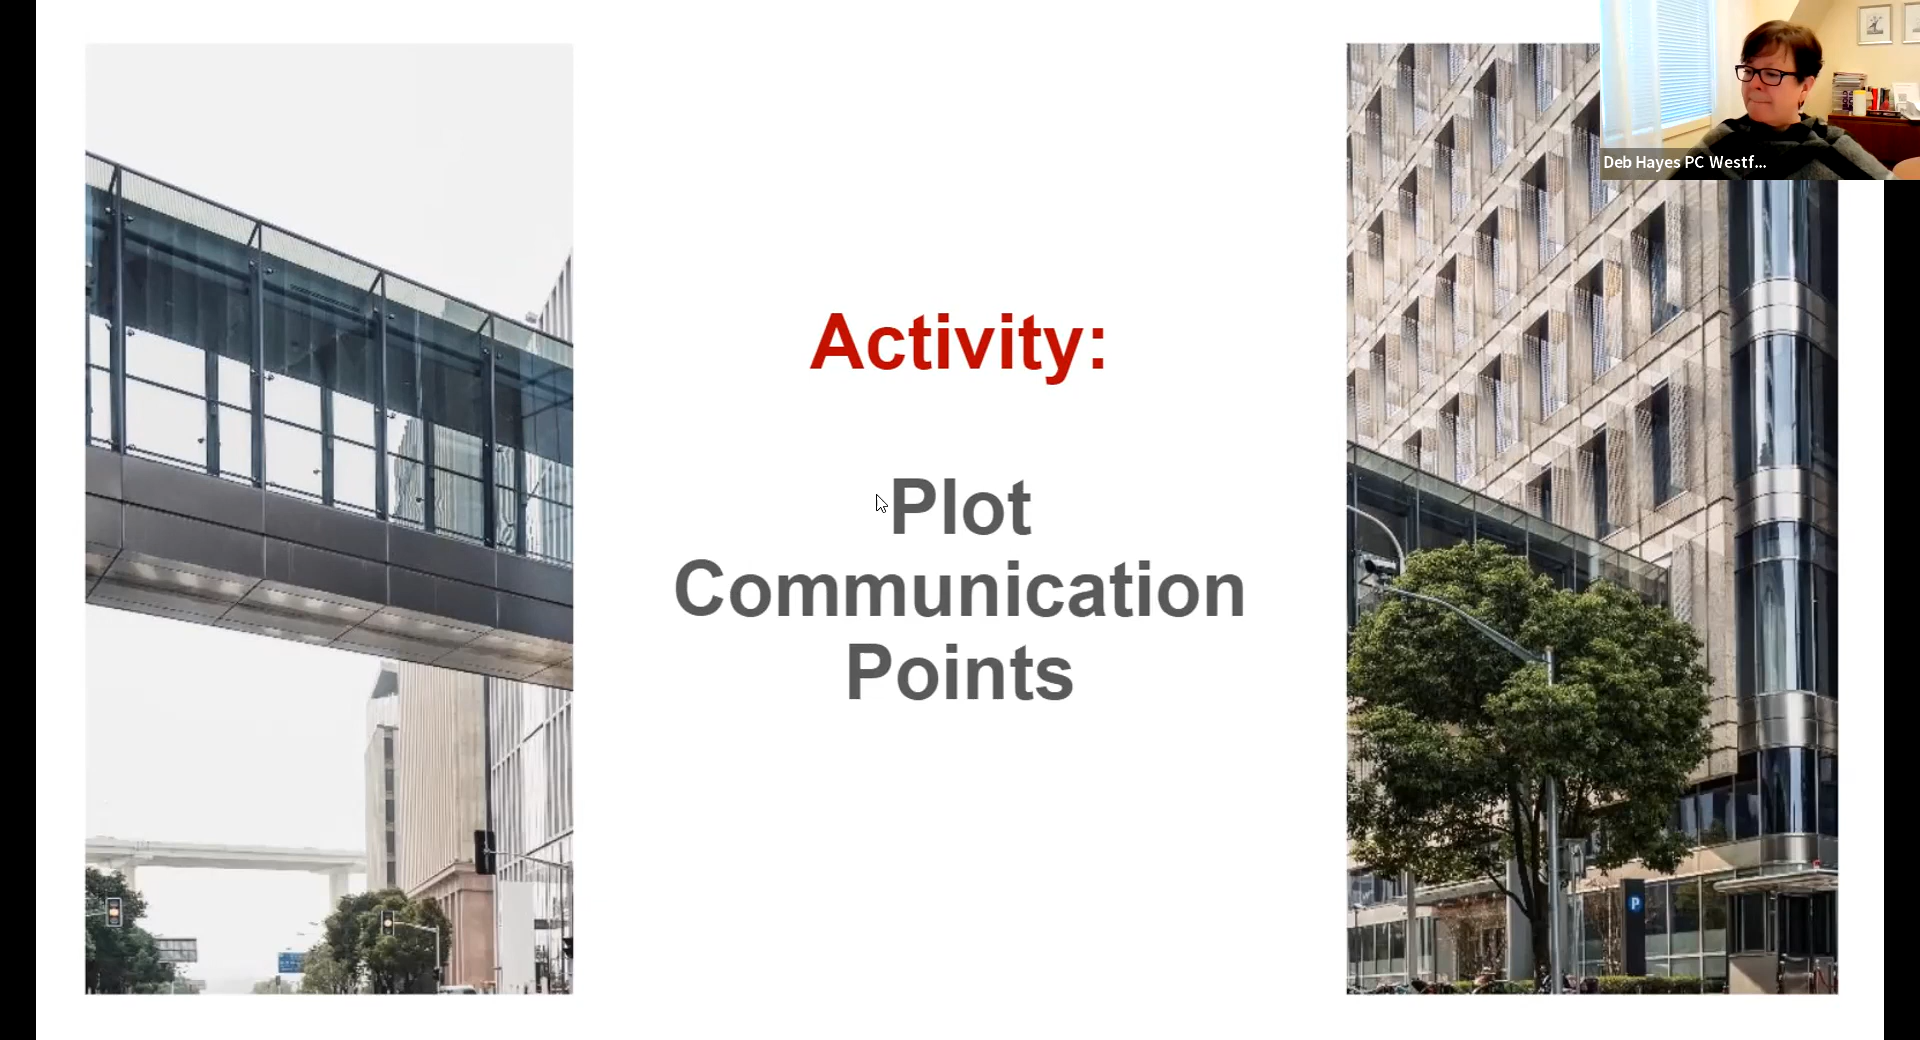 Deb Hayes PC Westf...
Activity:
Plot
Communication
Points
P